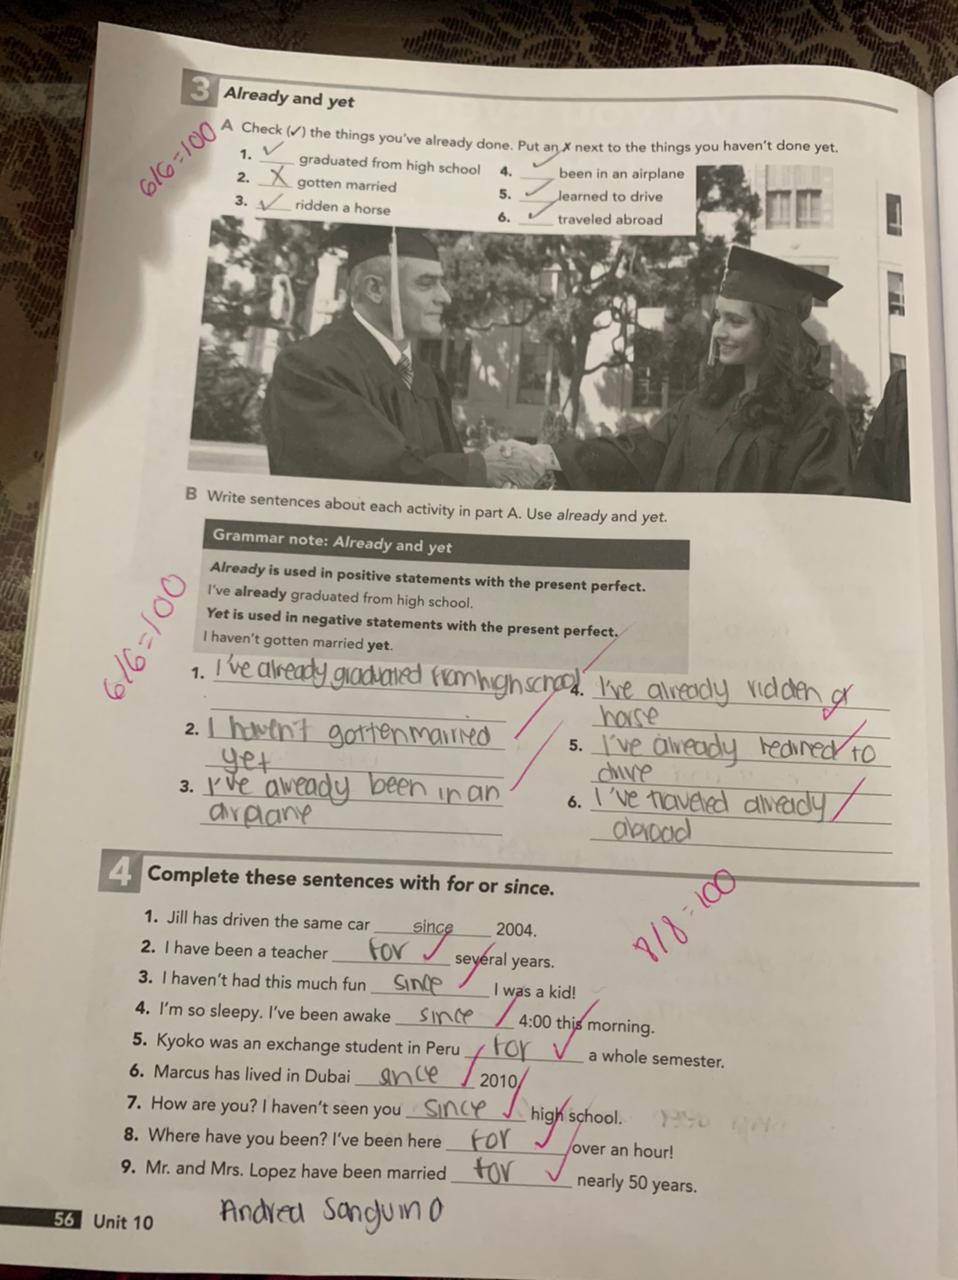 3 Already and yet
6/6=100
A Check (✓) the things you've already done. Put an ✗ next to the things you haven't done yet.
1. ✓ graduated from high school
2. X gotten married
3. ✓ ridden a horse
4. ✓ been in an airplane
5. ✓ learned to drive
6. ✓ traveled abroad
B Write sentences about each activity in part A. Use already and yet.
Grammar note: Already and yet
Already is used in positive statements with the present perfect.
I've already graduated from high school.
Yet is used in negative statements with the present perfect.
I haven't gotten married yet.
6/6=100
1. I've already graduated from high school
2. I haven't gotten married
yet
3. I've already been in an
airplane
4. I've already ridden a
horse
5. I've already learned to
drive
6. I've traveled already
abroad
4 Complete these sentences with for or since.
8/8=100
1. Jill has driven the same car since 2004.
2. I have been a teacher for several years.
3. I haven't had this much fun since I was a kid!
4. I'm so sleepy. I've been awake since 4:00 this morning.
5. Kyoko was an exchange student in Peru for a whole semester.
6. Marcus has lived in Dubai since 2010.
7. How are you? I haven't seen you since high school.
8. Where have you been? I've been here for over an hour!
9. Mr. and Mrs. Lopez have been married for nearly 50 years.
56 Unit 10
Andrea Sanguino